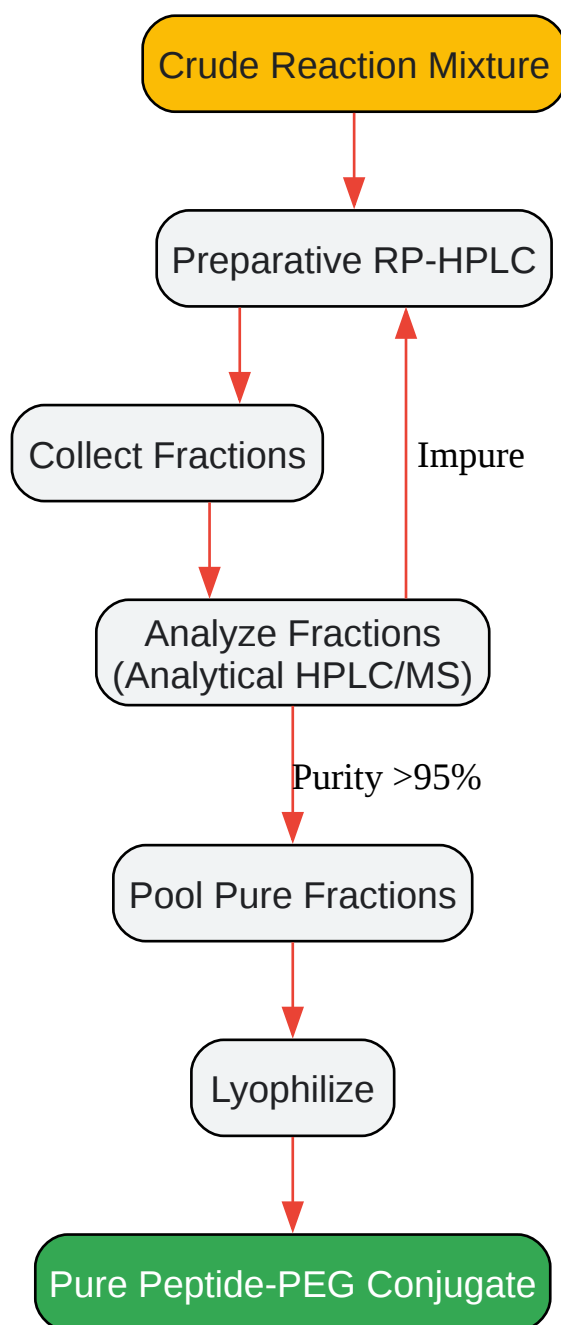 Crude Reaction Mixture
Preparative RP-HPLC
Collect Fractions
Impure
Analyze Fractions
(Analytical HPLC/MS)
Purity >95%
Pool Pure Fractions
Lyophilize
Pure Peptide-PEG Conjugate